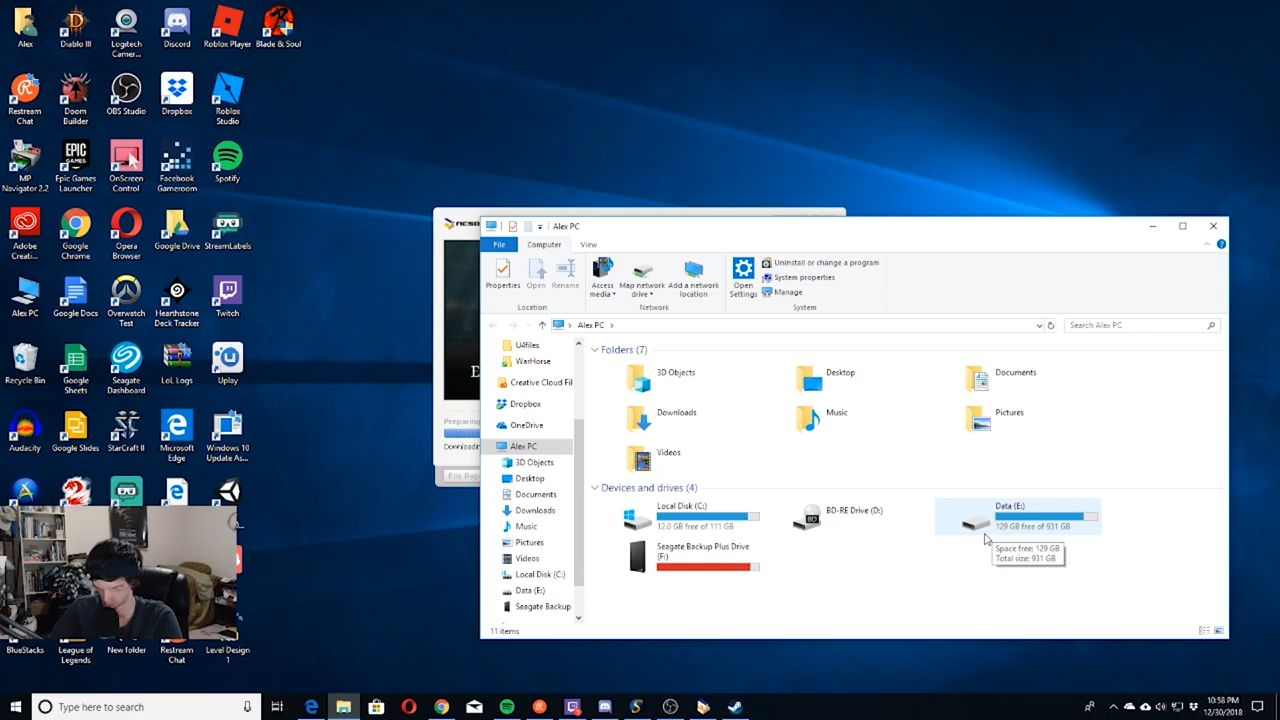 Alex
Diablo III
Logitech Camer...
Discord
Roblox Player
Blade & Soul
Restream Chat
Doom Builder
OBS Studio
Dropbox
Roblox Studio
MP Navigator 2.2
EPIC GAMES
Epic Games Launcher
OnScreen Control
Facebook Gameroom
Spotify
Adobe Creati...
Google Chrome
Opera Browser
Google Drive
StreamLabels
Alex PC
Google Docs
Overwatch Test
Hearthstone Deck Tracker
Twitch
Recycle Bin
Google Sheets
Seagate Dashboard
LoL Logs
Uplay
Audacity
Google Slides
StarCraft II
Microsoft Edge
Windows 10 Update As...
BlueStacks
League of Legends
New folder
Restream Chat
Level Design 1
NCSO
Preparing
Downloadin
File Rep
Alex PC
File
Computer
View
Properties
Open
Rename
Location
Access media
Map network drive
Add a network location
Network
Open Settings
Uninstall or change a program
System properties
Manage
System
Alex PC
Search Alex PC
U4files
WarHorse
Creative Cloud Fil
Dropbox
OneDrive
Alex PC
3D Objects
Desktop
Documents
Downloads
Music
Pictures
Videos
Local Disk (C:)
Data (E:)
Seagate Backup
Folders (7)
3D Objects
Desktop
Documents
Downloads
Music
Pictures
Videos
Devices and drives (4)
Local Disk (C:)
12.0 GB free of 111 GB
BD
BD-RE Drive (D:)
Data (E:)
129 GB free of 931 GB
Space free: 129 GB
Total size: 931 GB
Seagate Backup Plus Drive (F:)
11 items
Type here to search
10:58 PM
12/30/2018